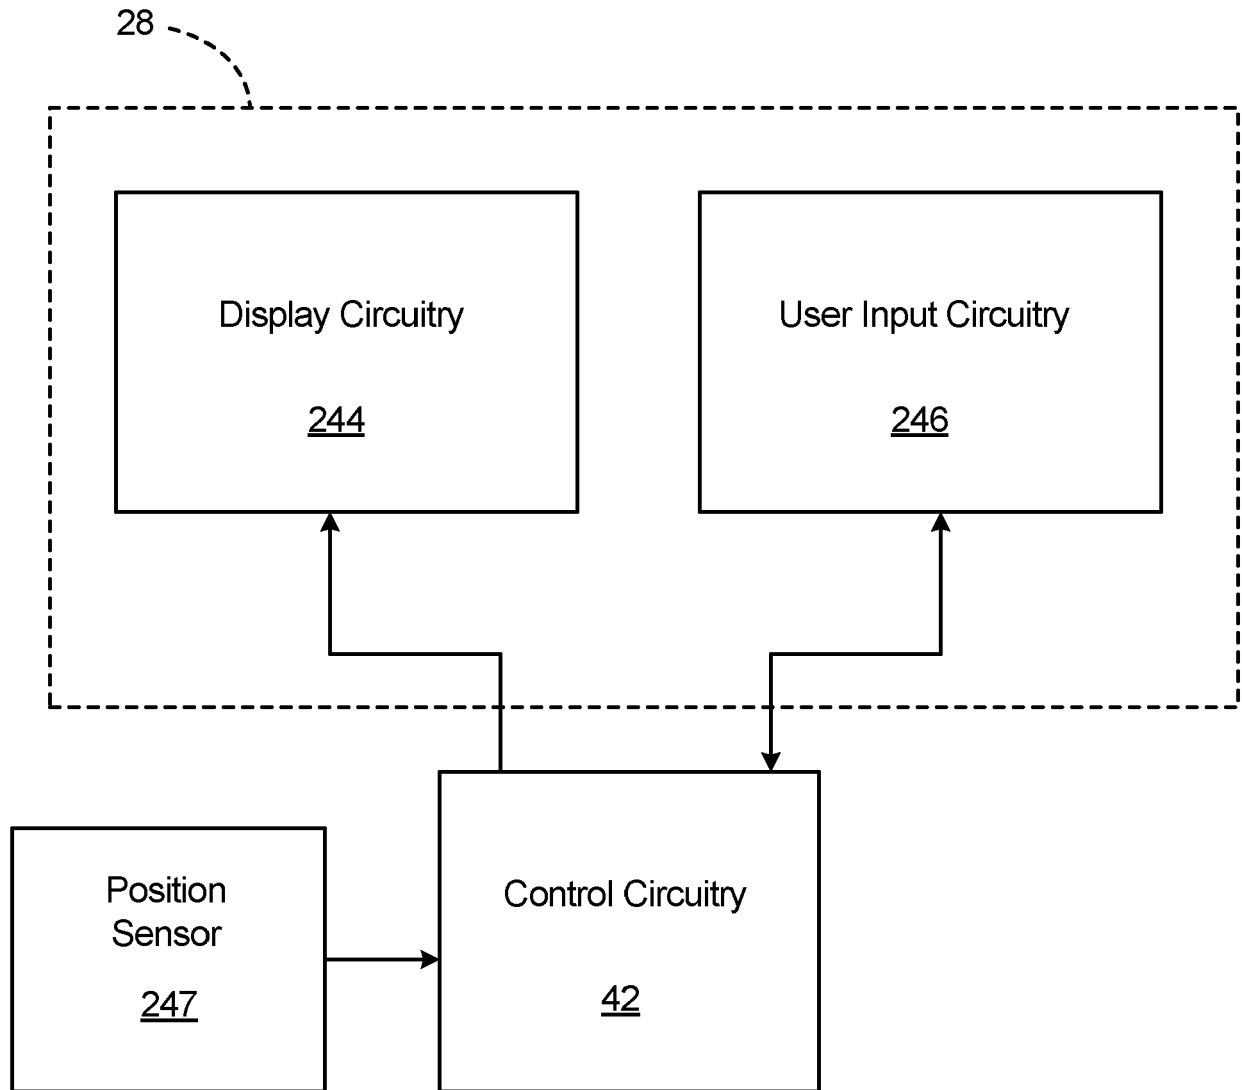 28
Display Circuitry
244
User Input Circuitry
246
Position
Sensor
247
Control Circuitry
42